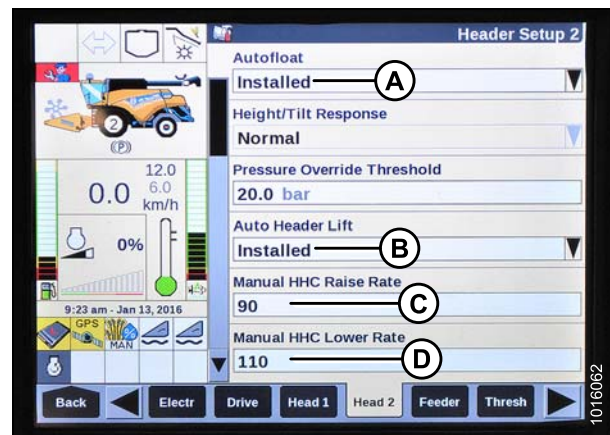 Header Setup 2
Autofloat
Installed
A
Height/Tilt Response
Normal
Pressure Override Threshold
20.0 bar
Auto Header Lift
Installed
B
Manual HHC Raise Rate
90
C
Manual HHC Lower Rate
110
D
2
(P)
12.0
0.0
6.0
km/h
0%
9:23 am - Jan 13, 2016
GPS
MAN
Back
Electr
Drive
Head 1
Head 2
Feeder
Thresh
1016062